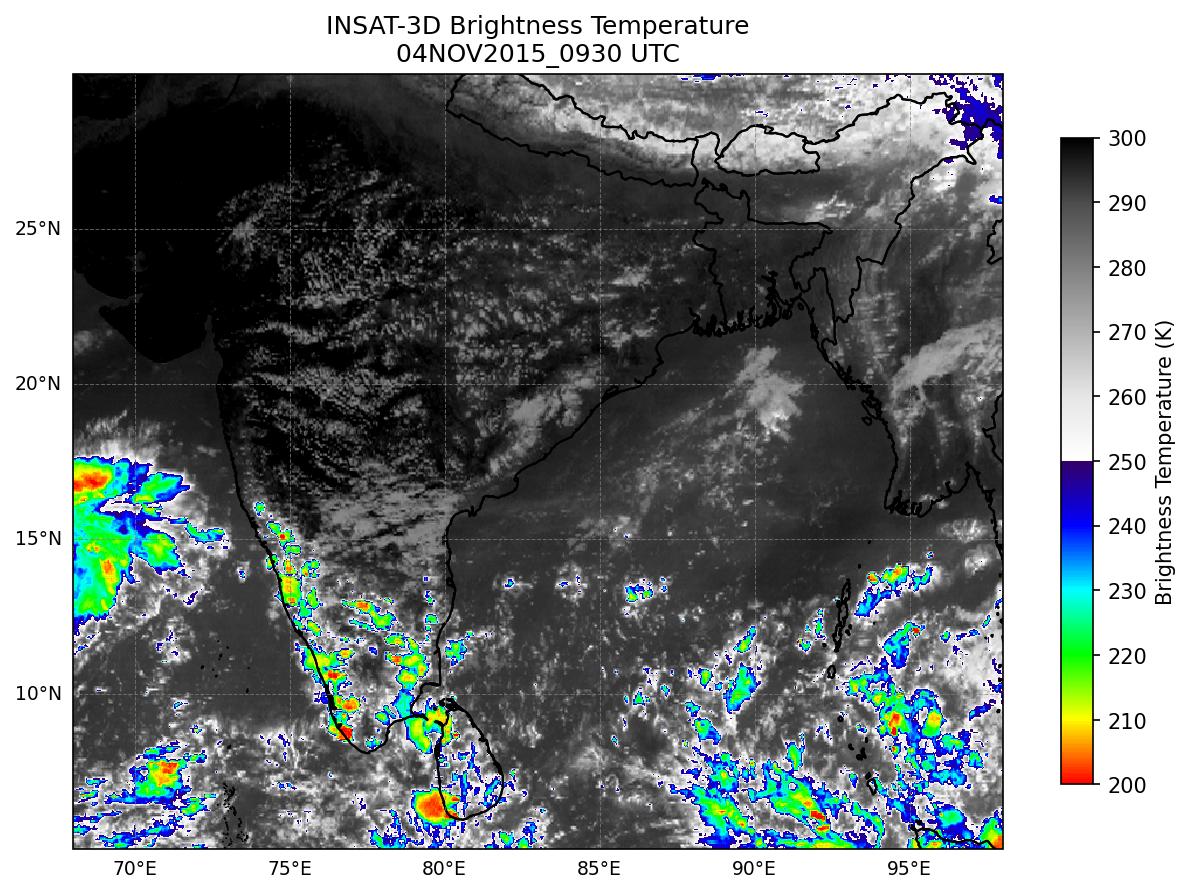 INSAT-3D Brightness Temperature
04NOV2015_0930 UTC
25°N
20°N
15°N
10°N
70°E
75°E
80°E
85°E
90°E
95°E
300
290
280
270
260
250
240
230
220
210
200
Brightness Temperature (K)